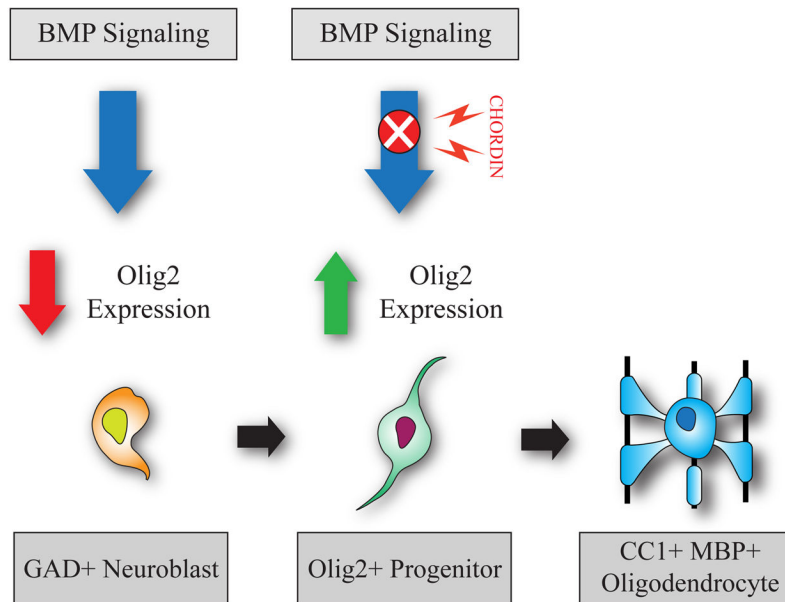 BMP Signaling
BMP Signaling
CHORDIN
Olig2
Expression
Olig2
Expression
GAD+ Neuroblast
Olig2+ Progenitor
CC1+ MBP+
Oligodendrocyte